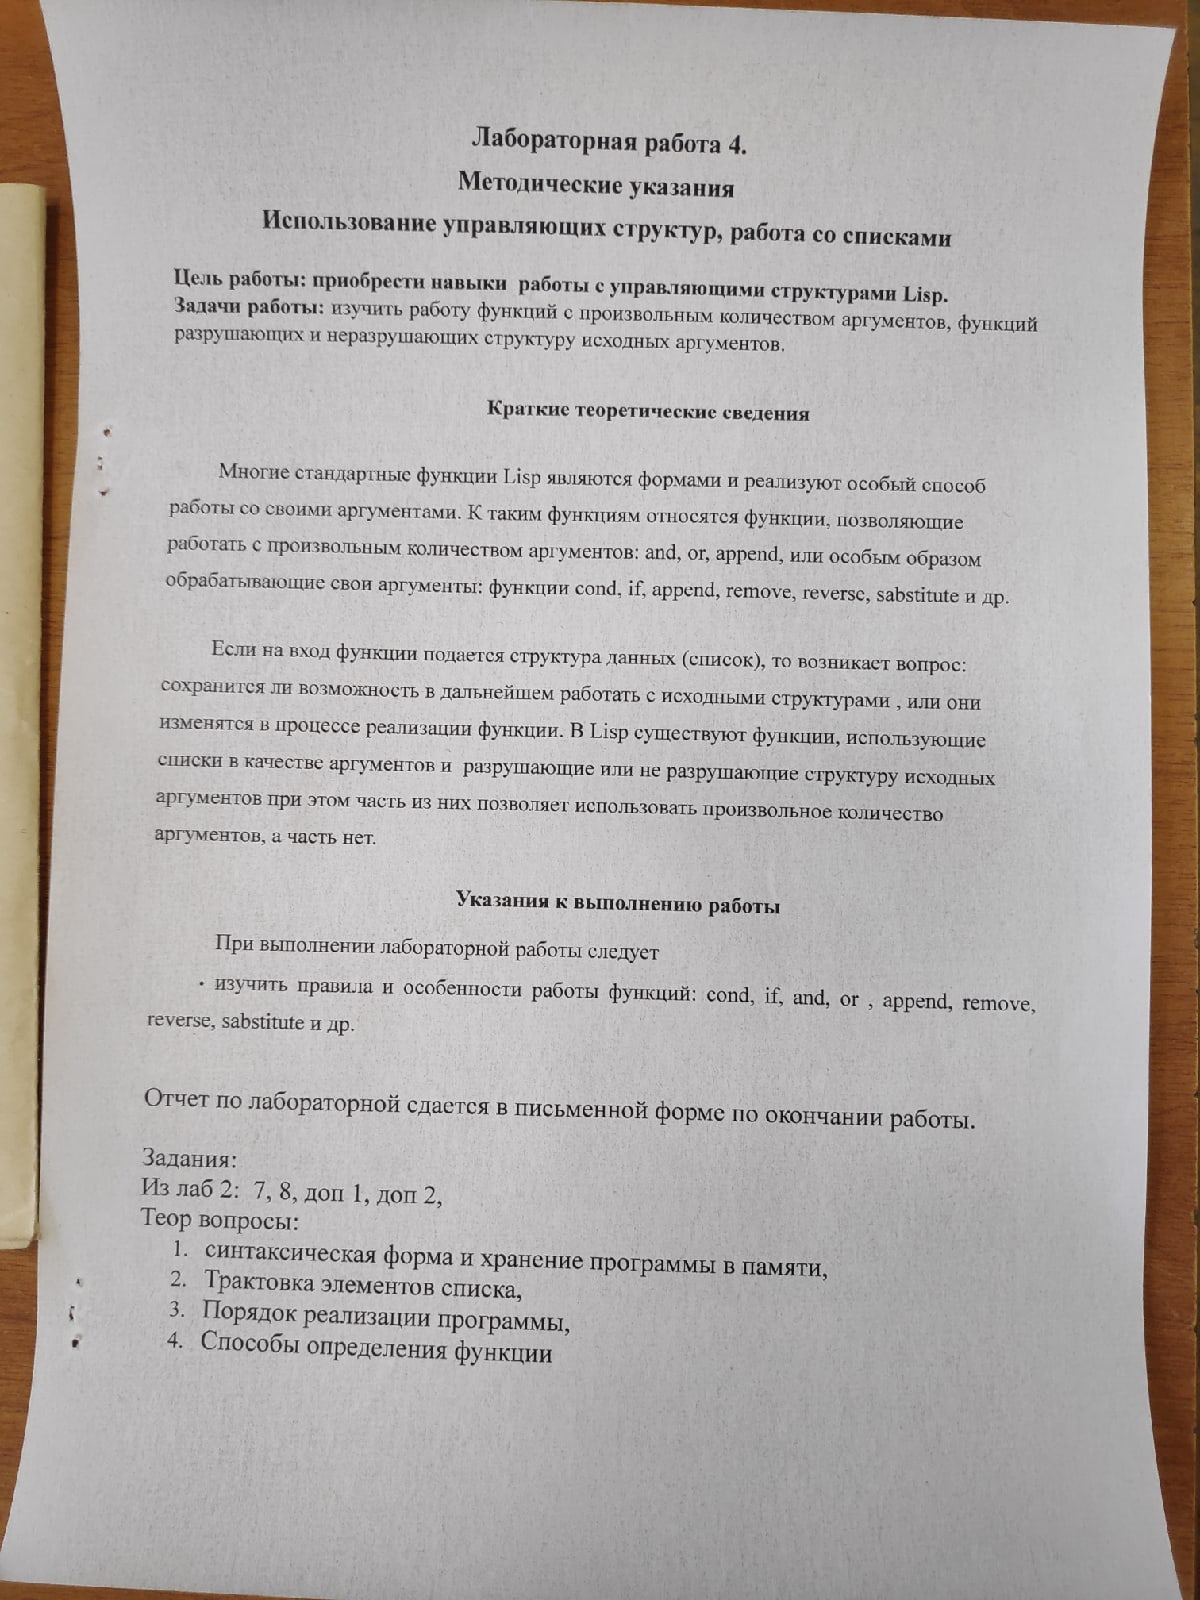 Лабораторная работа 4.
Методические указания
Использование управляющих структур, работа со списками
Цель работы: приобрести навыки работы с управляющими структурами Lisp.
Задачи работы: изучить работу функций с произвольным количеством аргументов, функций
разрушающих и неразрушающих структуру исходных аргументов.
Краткие теоретические сведения
Многие стандартные функции Lisp являются формами и реализуют особый способ
работы со своими аргументами. К таким функциям относятся функции, позволяющие
работать с произвольным количеством аргументов: and, or, append, или особым образом
обрабатывающие свои аргументы: функции cond, if, append, remove, reverse, sabstitute и др.
Если на вход функции подается структура данных (список), то возникает вопрос:
сохранится ли возможность в дальнейшем работать с исходными структурами , или они
изменятся в процессе реализации функции. В Lisp существуют функции, использующие
списки в качестве аргументов и разрушающие или не разрушающие структуру исходных
аргументов при этом часть из них позволяет использовать произвольное количество
аргументов, а часть нет.
Указания к выполнению работы
При выполнении лабораторной работы следует
· изучить правила и особенности работы функций: cond, if, and, or , append, remove,
reverse, sabstitute и др.
Отчет по лабораторной сдается в письменной форме по окончании работы.
Задания:
Из лаб 2: 7, 8, доп 1, доп 2,
Теор вопросы:
1. синтаксическая форма и хранение программы в памяти,
2. Трактовка элементов списка,
3. Порядок реализации программы,
4. Способы определения функции